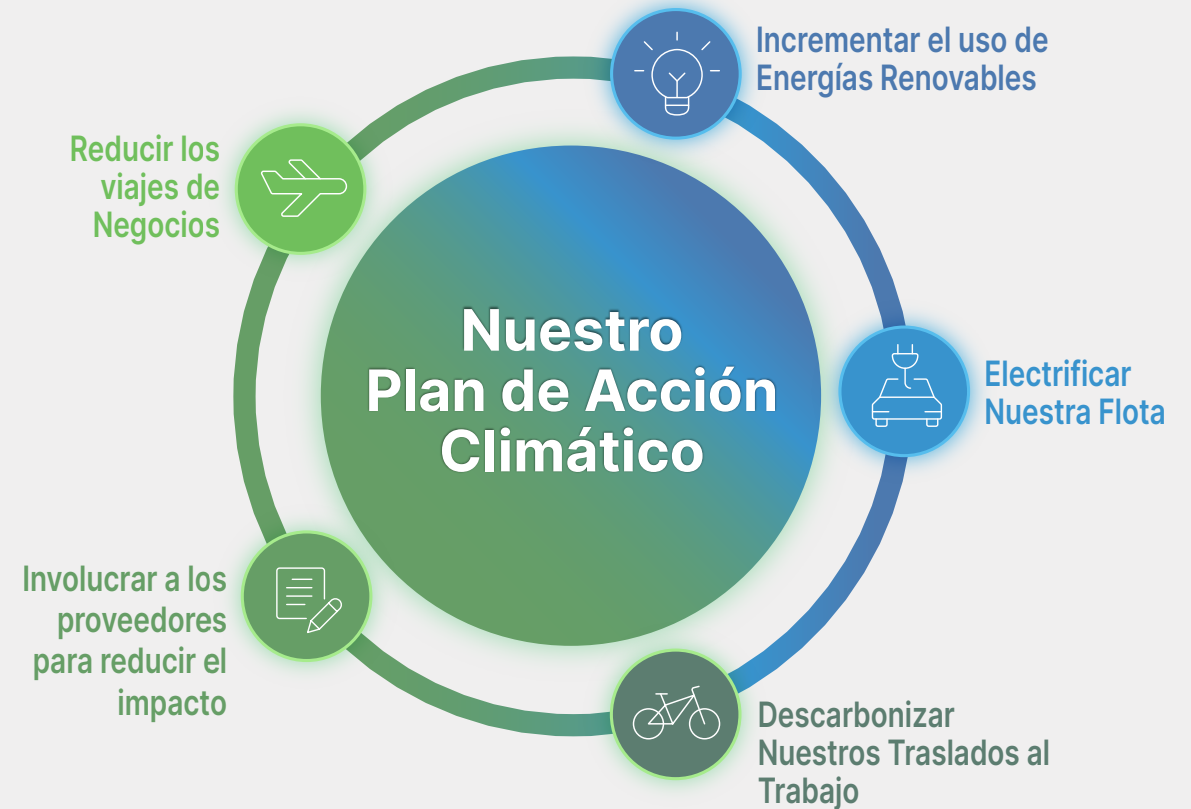 Nuestro
Plan de Acción
Climático
Incrementar el uso de
Energías Renovables
Electrificar
Nuestra Flota
Descarbonizar
Nuestros Traslados al
Trabajo
Involucrar a los
proveedores
para reducir el
impacto
Reducir los
viajes de
Negocios